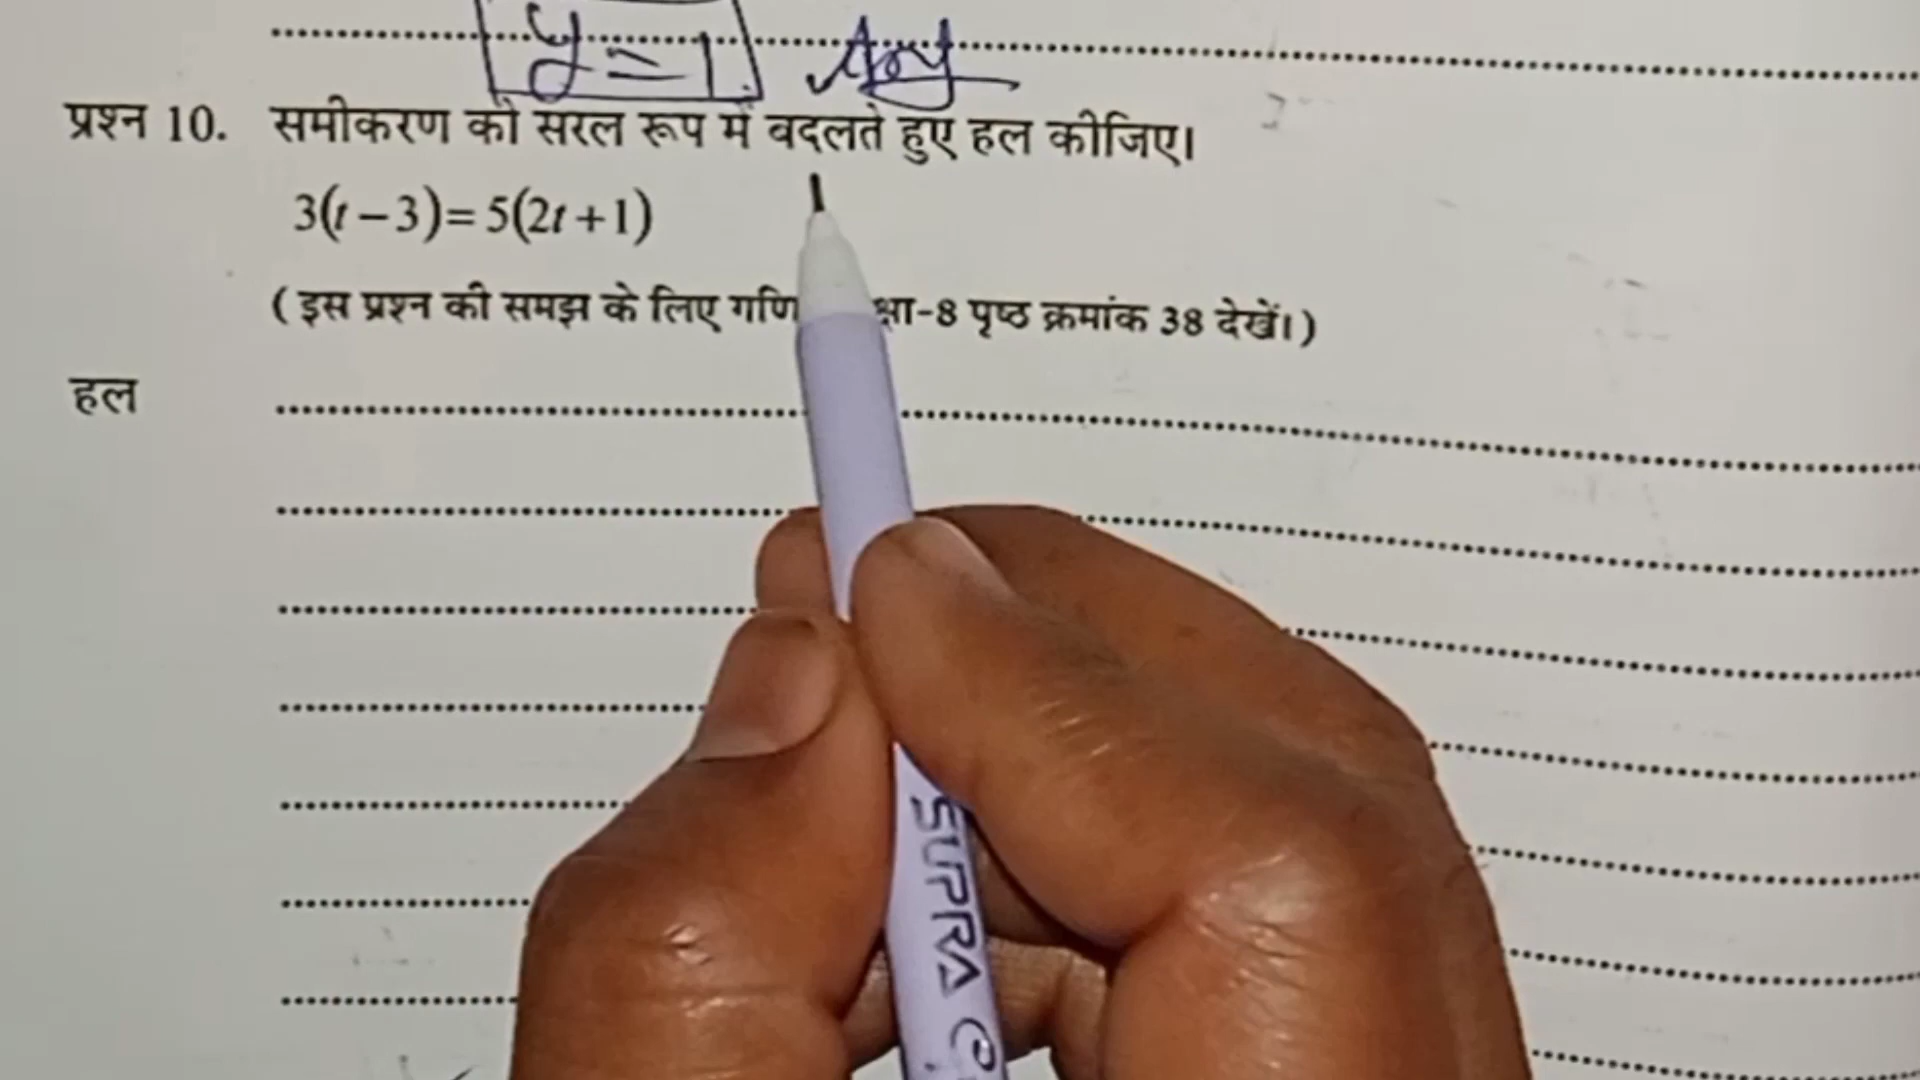 y = 1 Ans
प्रश्न 10. समीकरण को सरल रूप में बदलते हुए हल कीजिए।
3(t-3)=5(2t+1)
( इस प्रश्न की समझ के लिए गणि क्षा-8 पृष्ठ क्रमांक 38 देखें।)
हल
SUPRA